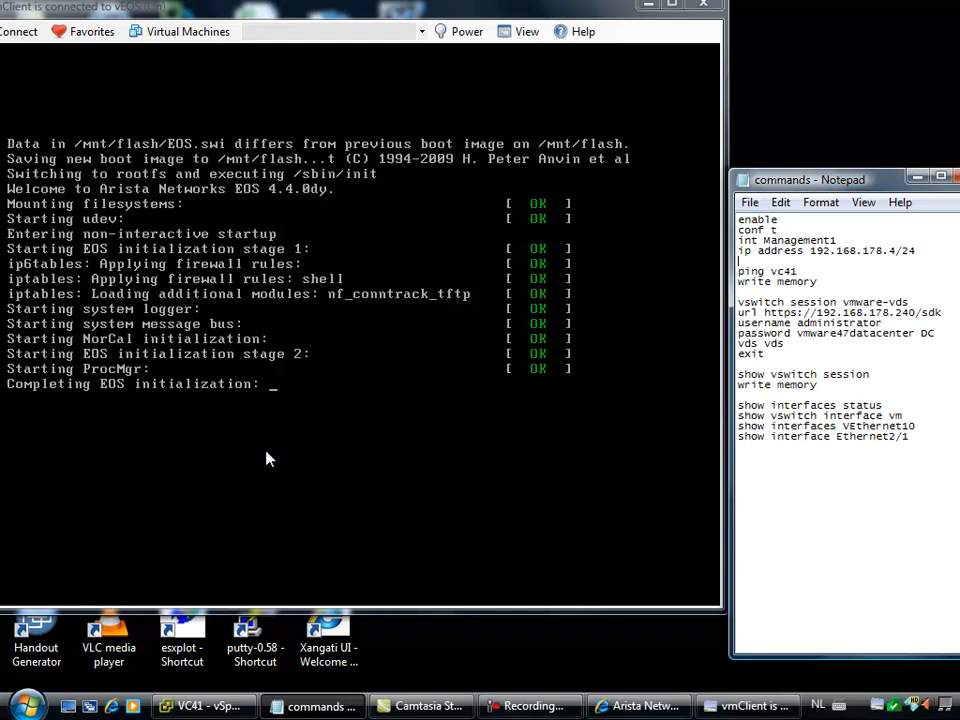 mClient is connected to vEOS (On)
Connect
Favorites
Virtual Machines
Power
View
Help
Data in /mnt/flash/EOS.swi differs from previous boot image on /mnt/flash.
Saving new boot image to /mnt/flash...t (C) 1994-2009 H. Peter Anvin et al
Switching to rootfs and executing /sbin/init
Welcome to Arista Networks EOS 4.4.0dy.
Mounting filesystems: [ OK ]
Starting udev: [ OK ]
Entering non-interactive startup
Starting EOS initialization stage 1: [ OK ]
ip6tables: Applying firewall rules: [ OK ]
iptables: Applying firewall rules: shell [ OK ]
iptables: Loading additional modules: nf_conntrack_tftp [ OK ]
Starting system logger: [ OK ]
Starting system message bus: [ OK ]
Starting NorCal initialization: [ OK ]
Starting EOS initialization stage 2: [ OK ]
Starting ProcMgr: [ OK ]
Completing EOS initialization: _
commands - Notepad
File Edit Format View Help
enable
conf t
int Management1
ip address 192.168.178.4/24
ping vc41
write memory
vswitch session vmware-vds
url https://192.168.178.240/sdk
username administrator
password vmware47datacenter DC
vds vds
exit
show vswitch session
write memory
show interfaces status
show vswitch interface vm
show interfaces VEthernet10
show interface Ethernet2/1
Handout Generator
VLC media player
esxplot - Shortcut
putty-0.58 - Shortcut
Xangati UI - Welcome ...
VC41 - vSp...
commands ...
Camtasia St...
Recording...
Arista Netw...
vmClient is ...
NL